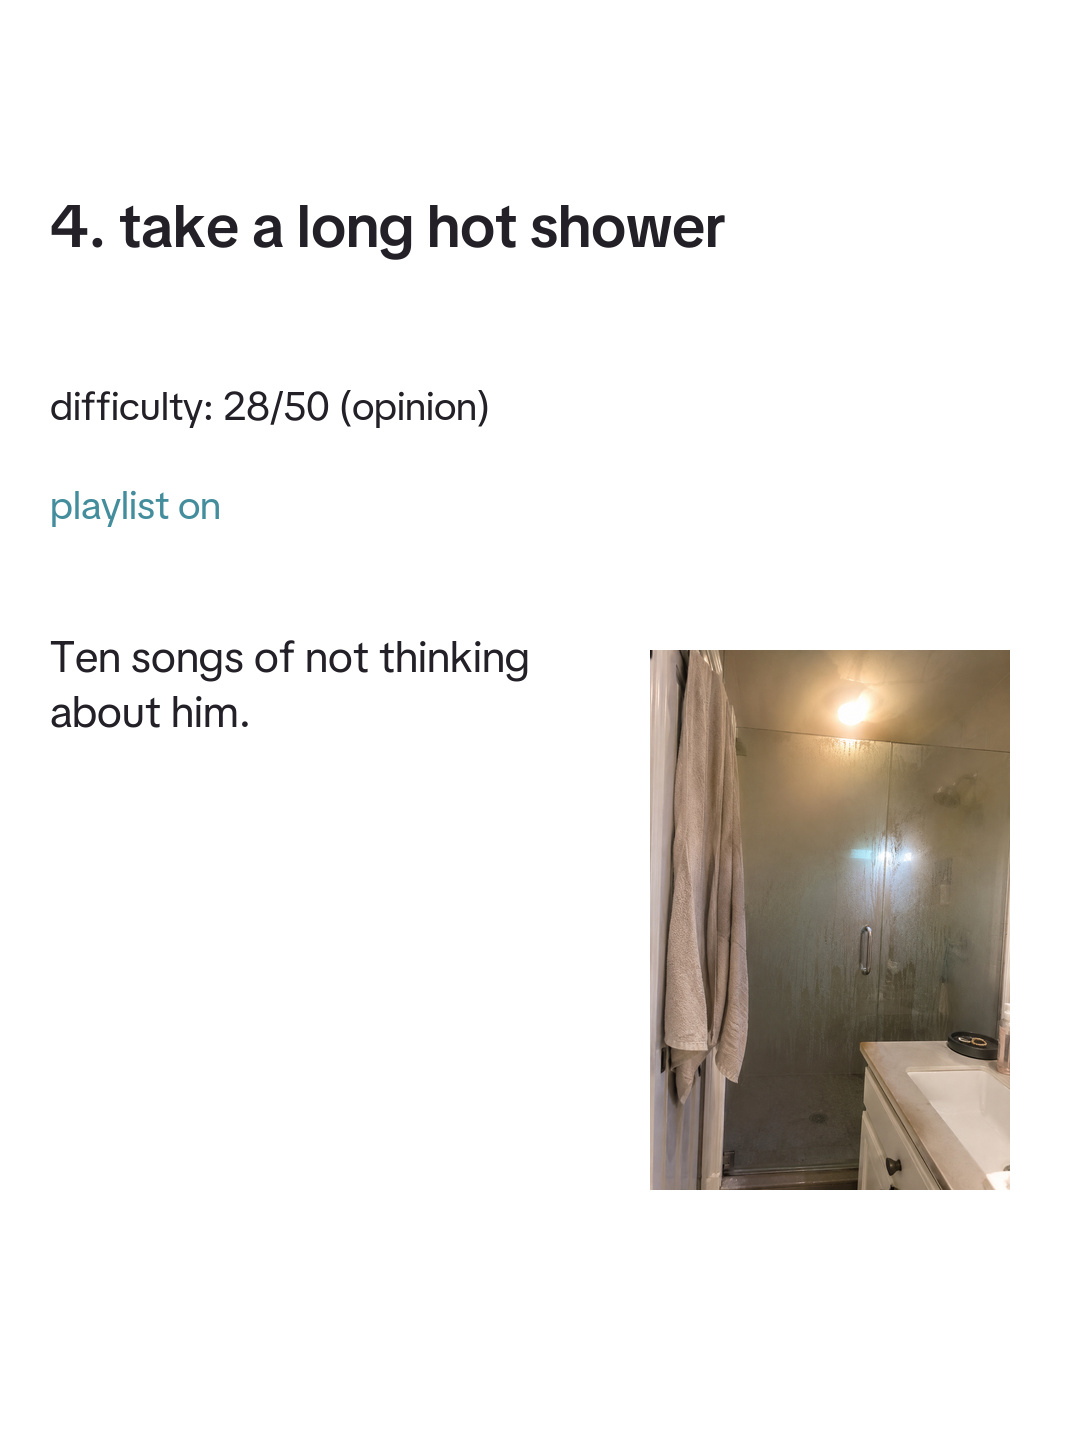 4. take a long hot shower
difficulty: 28/50 (opinion)
playlist on
Ten songs of not thinking
about him.